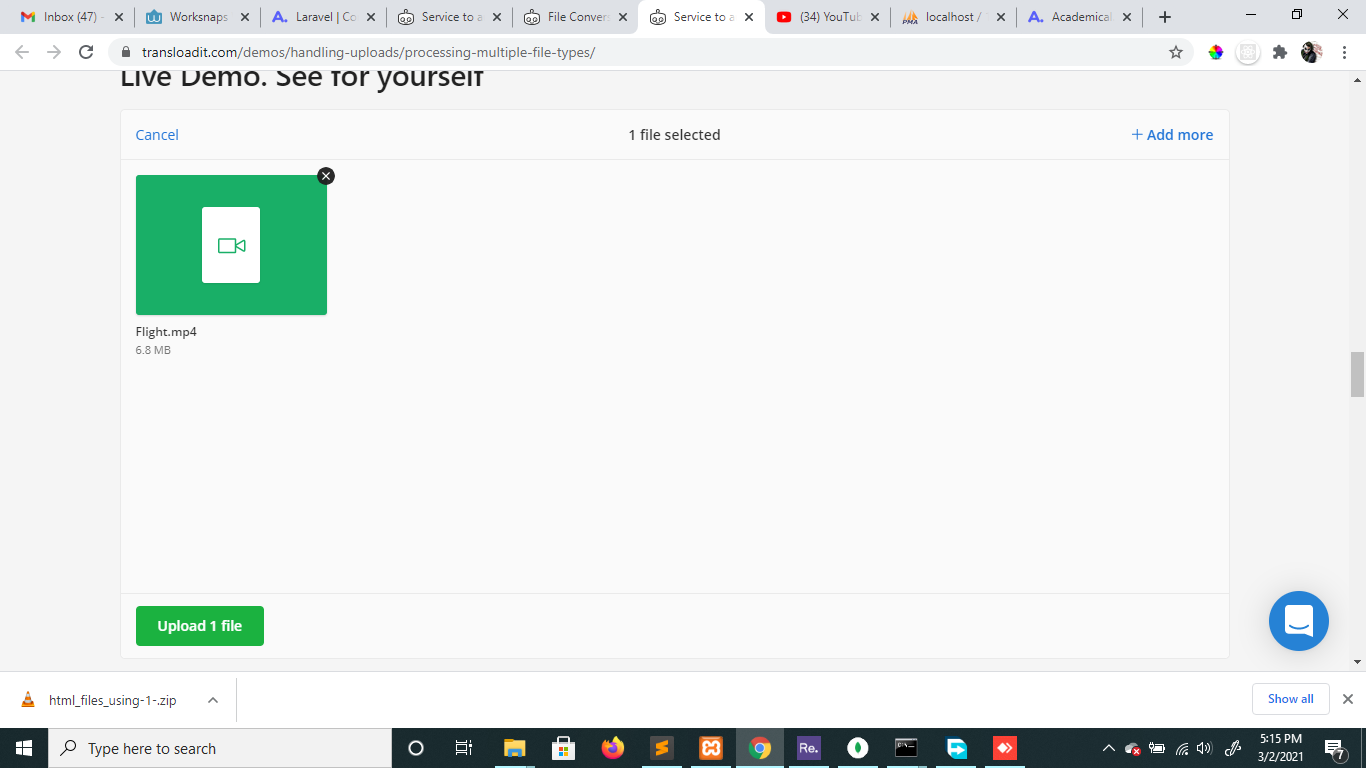 Inbox (47) -
Worksnaps
Laravel | Co
Service to a
File Convers
Service to a
(34) YouTub
localhost /
Academical
transloadit.com/demos/handling-uploads/processing-multiple-file-types/
Live Demo. See for yourself
Cancel
1 file selected
+ Add more
Flight.mp4
6.8 MB
Upload 1 file
html_files_using-1-.zip
Show all
Type here to search
Re.
5:15 PM
3/2/2021
7